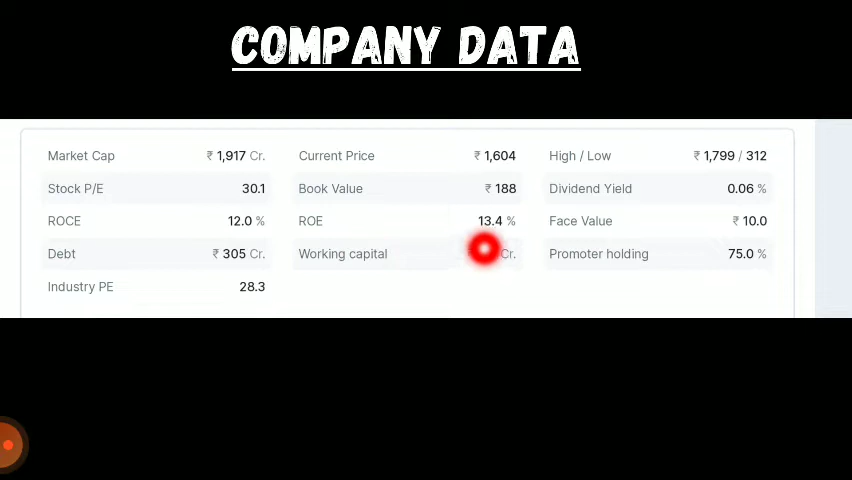 COMPANY DATA
Market Cap ₹ 1,917 Cr. Current Price ₹ 1,604 High / Low ₹ 1,799 / 312
Stock P/E 30.1 Book Value ₹ 188 Dividend Yield 0.06 %
ROCE 12.0 % ROE 13.4 % Face Value ₹ 10.0
Debt ₹ 305 Cr. Working capital Cr. Promoter holding 75.0 %
Industry PE 28.3